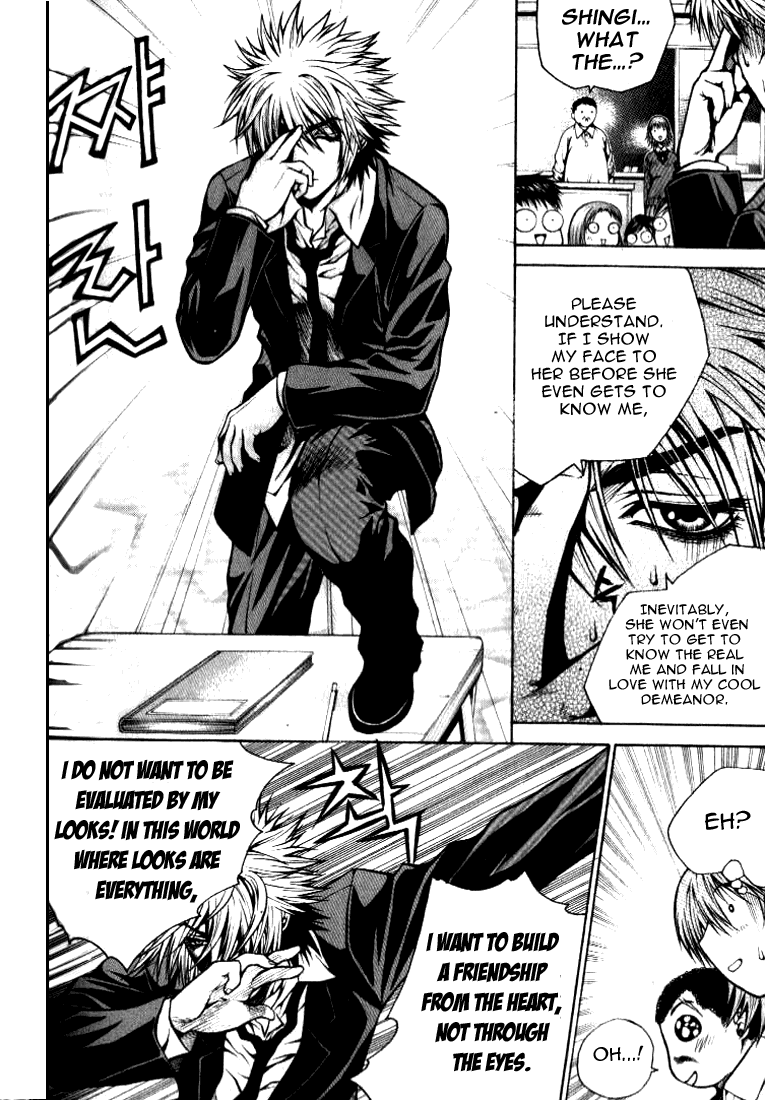 쨔
란
SHINGI...
WHAT
THE...?
PLEASE
UNDERSTAND.
IF I SHOW
MY FACE TO
HER BEFORE SHE
EVEN GETS TO
KNOW ME,
INEVITABLY,
SHE WON'T EVEN
TRY TO GET TO
KNOW THE REAL
ME AND FALL IN
LOVE WITH MY COOL
DEMEANOR.
I DO NOT WANT TO BE
EVALUATED BY MY
LOOKS! IN THIS WORLD
WHERE LOOKS ARE
EVERYTHING,
척
I WANT TO BUILD
A FRIENDSHIP
FROM THE HEART,
NOT THROUGH
THE EYES.
EH?
OH...!